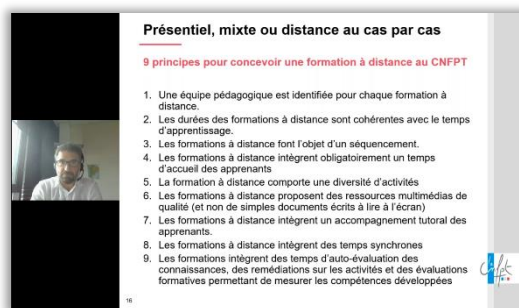 Présentiel, mixte ou distance au cas par cas
9 principes pour concevoir une formation à distance au CNFPT
1. Une équipe pédagogique est identifiée pour chaque formation à
distance.
2. Les durées des formations à distance sont cohérentes avec le temps
d'apprentissage.
3. Les formations à distance font l'objet d'un séquencement.
4. Les formations à distance intègrent obligatoirement un temps
d'accueil des apprenants
5. La formation à distance comporte une diversité d'activités
6. Les formations à distance proposent des ressources multimédias de
qualité (et non de simples documents écrits à lire à l'écran)
7. Les formations à distance intègrent un accompagnement tutoral des
apprenants.
8. Les formations à distance intègrent des temps synchrones
9. Les formations intègrent des temps d'auto-évaluation des
connaissances, des remédiations sur les activités et des évaluations
formatives permettant de mesurer les compétences développées
16